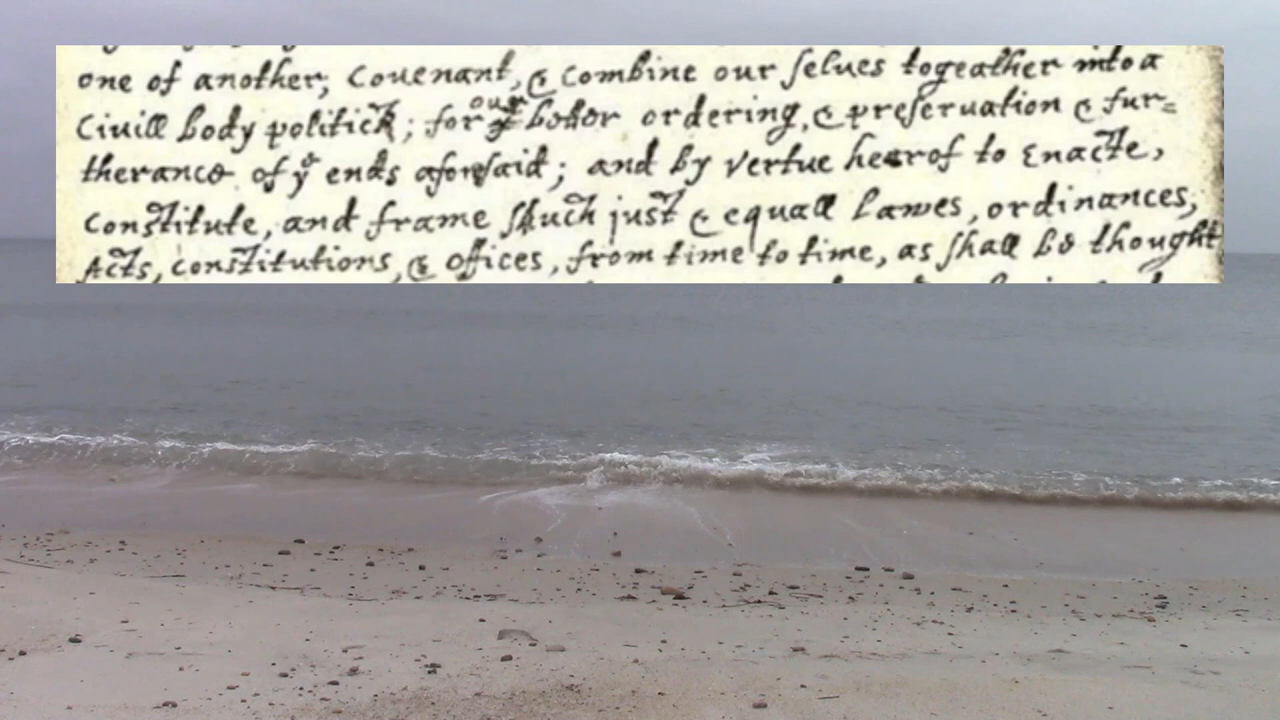 one of another; Couenant, & Combine our selues togeather into a
Ciuill body politick; for our better ordering, & preseruation & fur=
therance of yᵉ ends aforesaid; and by vertue hearof to Enacte,
Constitute, and frame shuch just & equall lawes, ordinances,
Acts, constitutions, & offices, from time to time, as shall be thought